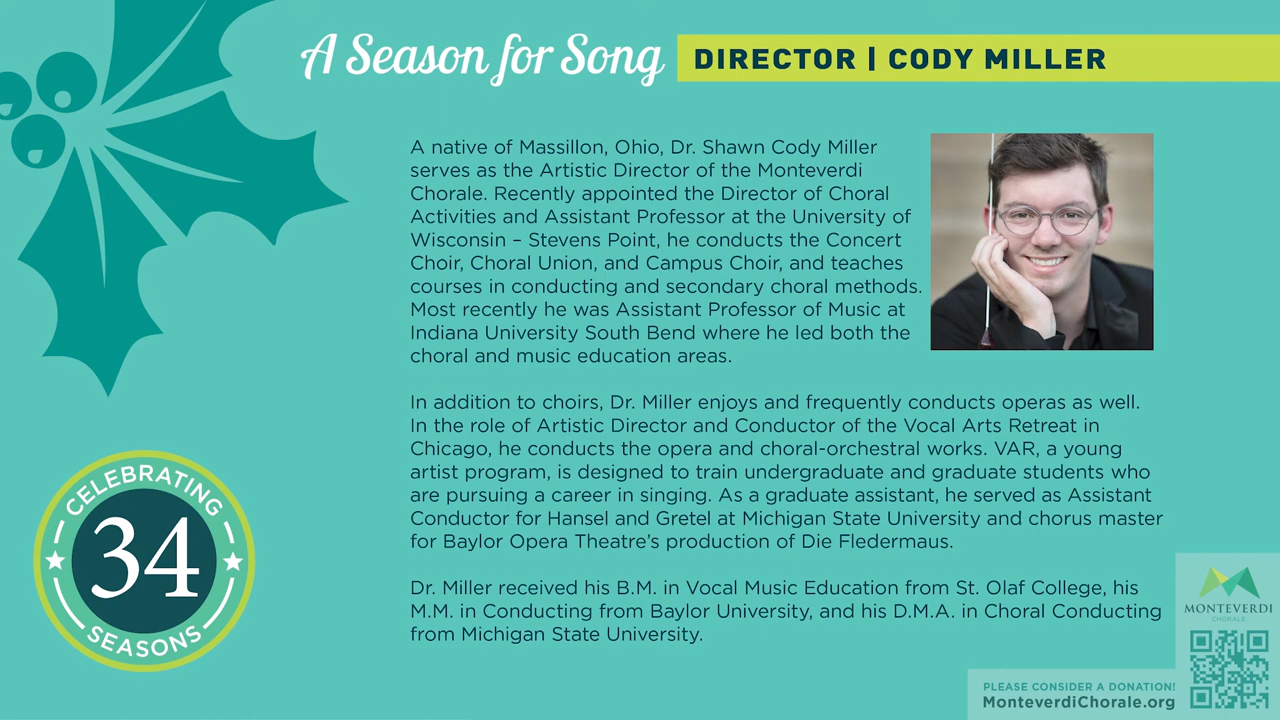 A Season for Song
DIRECTOR | CODY MILLER
A native of Massillon, Ohio, Dr. Shawn Cody Miller
serves as the Artistic Director of the Monteverdi
Chorale. Recently appointed the Director of Choral
Activities and Assistant Professor at the University of
Wisconsin – Stevens Point, he conducts the Concert
Choir, Choral Union, and Campus Choir, and teaches
courses in conducting and secondary choral methods.
Most recently he was Assistant Professor of Music at
Indiana University South Bend where he led both the
choral and music education areas.
In addition to choirs, Dr. Miller enjoys and frequently conducts operas as well.
In the role of Artistic Director and Conductor of the Vocal Arts Retreat in
Chicago, he conducts the opera and choral-orchestral works. VAR, a young
artist program, is designed to train undergraduate and graduate students who
are pursuing a career in singing. As a graduate assistant, he served as Assistant
Conductor for Hansel and Gretel at Michigan State University and chorus master
for Baylor Opera Theatre’s production of Die Fledermaus.
Dr. Miller received his B.M. in Vocal Music Education from St. Olaf College, his
M.M. in Conducting from Baylor University, and his D.M.A. in Choral Conducting
from Michigan State University.
CELEBRATING
34
SEASONS
MONTEVERDI
CHORALE
PLEASE CONSIDER A DONATION!
MonteverdiChorale.org